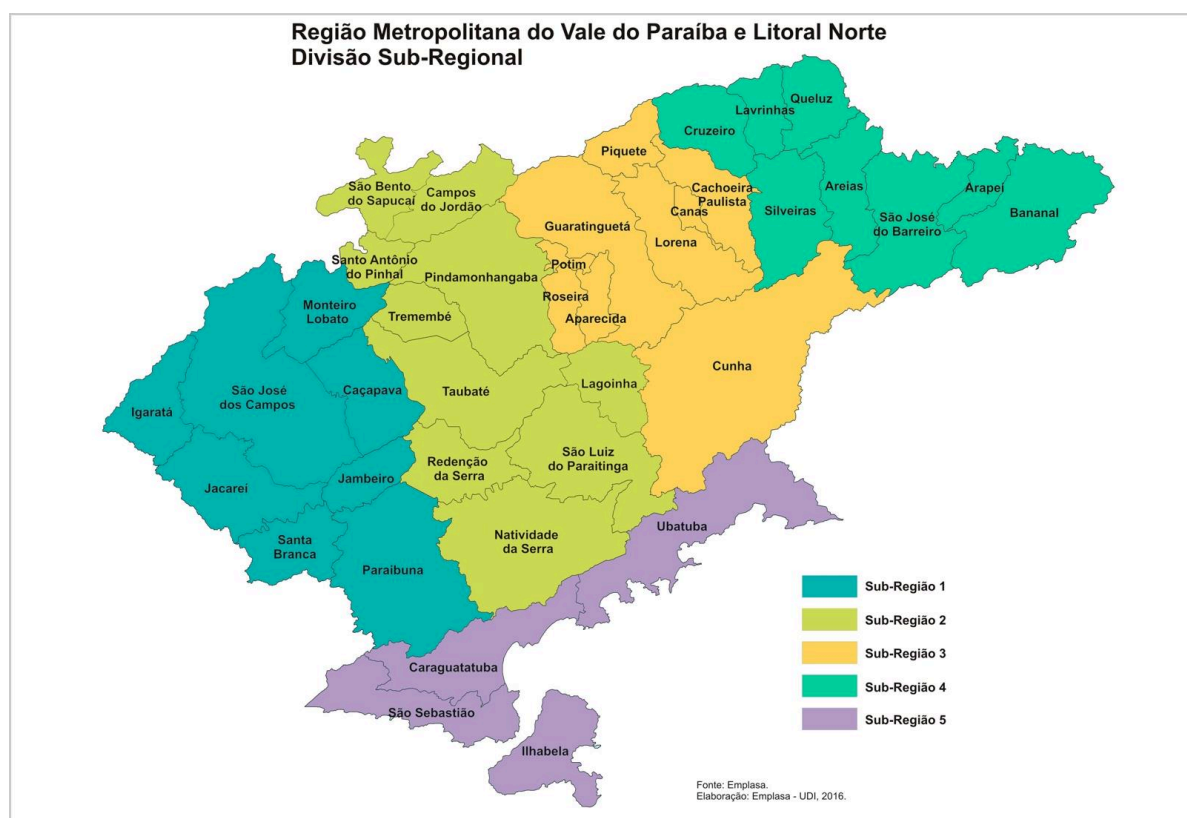 Região Metropolitana do Vale do Paraíba e Litoral Norte
Divisão Sub-Regional
Queluz
Lavrinhas
Cruzeiro
Piquete
São Bento
do Sapucaí
Campos
do Jordão
Cachoeira
Paulista
Canas
Silveiras
Areias
Arapeí
Bananal
São José
do Barreiro
Guaratinguetá
Lorena
Santo Antônio
do Pinhal
Pindamonhangaba
Potim
Roseira
Aparecida
Monteiro
Lobato
Tremembé
Cunha
Lagoinha
Taubaté
Caçapava
São José
dos Campos
Igaratá
São Luiz
do Paraitinga
Redenção
da Serra
Jambeiro
Jacareí
Ubatuba
Natividade
da Serra
Santa
Branca
Paraibuna
Caraguatatuba
São Sebastião
Ilhabela
Sub-Região 1
Sub-Região 2
Sub-Região 3
Sub-Região 4
Sub-Região 5
Fonte: Emplasa.
Elaboração: Emplasa - UDI, 2016.